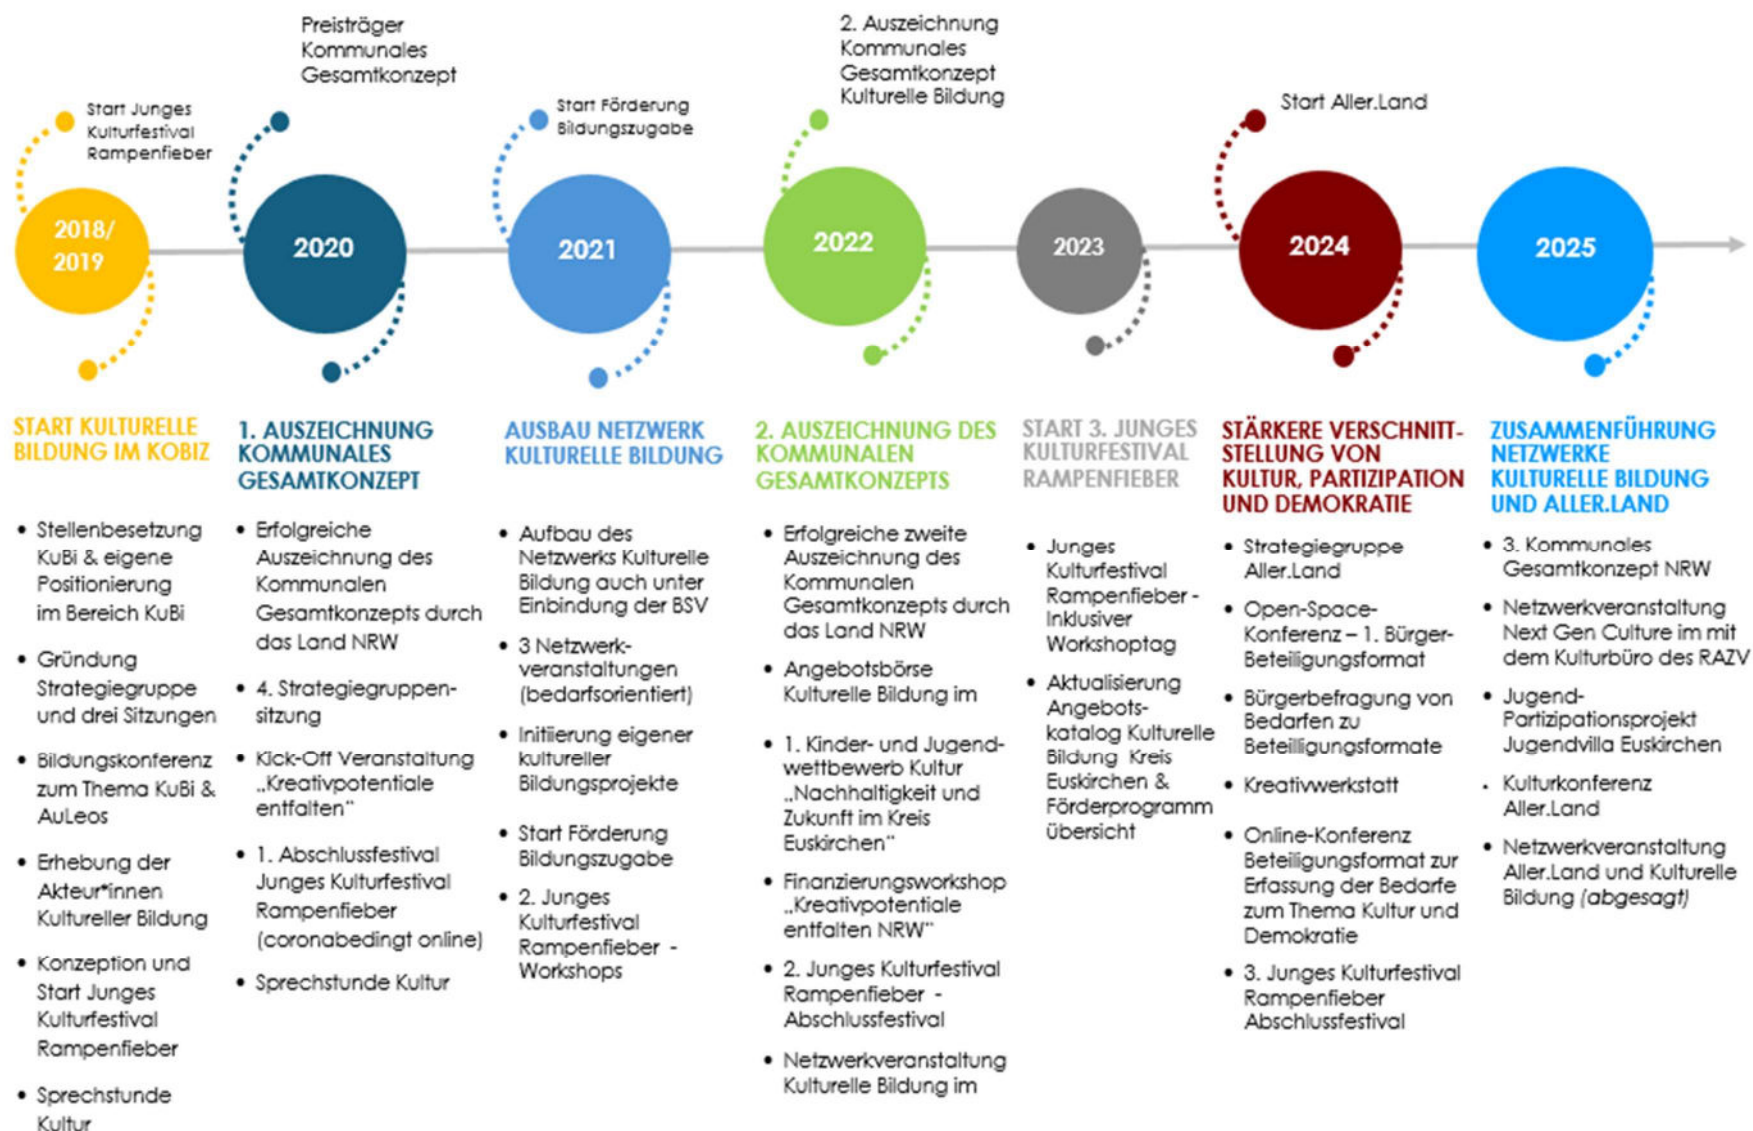 Start Junges
Kulturfestival
Rampenfieber
Preisträger
Kommunales
Gesamtkonzept
Start Förderung
Bildungszugabe
2. Auszeichnung
Kommunales
Gesamtkonzept
Kulturelle Bildung
Start Aller.Land
2018/
2019
2020
2021
2022
2023
2024
2025
START KULTURELLE
BILDUNG IM KOBIZ
• Stellenbesetzung
KuBi & eigene
Positionierung
im Bereich KuBi
• Gründung
Strategiegruppe
und drei Sitzungen
• Bildungskonferenz
zum Thema KuBi &
AuLeos
• Erhebung der
Akteur*innen
Kultureller Bildung
• Konzeption und
Start Junges
Kulturfestival
Rampenfieber
• Sprechstunde
Kultur
1. AUSZEICHNUNG
KOMMUNALES
GESAMTKONZEPT
• Erfolgreiche
Auszeichnung des
Kommunalen
Gesamtkonzepts durch
das Land NRW
• 4. Strategiegruppen-
sitzung
• Kick-Off Veranstaltung
„Kreativpotentiale
entfalten“
• 1. Abschlussfestival
Junges Kulturfestival
Rampenfieber
(coronabedingt online)
• Sprechstunde Kultur
AUSBAU NETZWERK
KULTURELLE BILDUNG
• Aufbau des
Netzwerks Kulturelle
Bildung auch unter
Einbindung der BSV
• 3 Netzwerk-
veranstaltungen
(bedarfsorientiert)
• Initiierung eigener
kultureller
Bildungsprojekte
• Start Förderung
Bildungszugabe
• 2. Junges
Kulturfestival
Rampenfieber -
Workshops
2. AUSZEICHNUNG DES
KOMMUNALEN
GESAMTKONZEPTS
• Erfolgreiche zweite
Auszeichnung des
Kommunalen
Gesamtkonzepts durch
das Land NRW
• Angebotsbörse
Kulturelle Bildung im
• 1. Kinder- und Jugend-
wettbewerb Kultur
„Nachhaltigkeit und
Zukunft im Kreis
Euskirchen“
• Finanzierungsworkshop
„Kreativpotentiale
entfalten NRW“
• 2. Junges Kulturfestival
Rampenfieber -
Abschlussfestival
• Netzwerkveranstaltung
Kulturelle Bildung im
START 3. JUNGES
KULTURFESTIVAL
RAMPENFIEBER
• Junges
Kulturfestival
Rampenfieber -
Inklusiver
Workshoptag
• Aktualisierung
Angebots-
katalog Kulturelle
Bildung Kreis
Euskirchen &
Förderprogramm
übersicht
STÄRKERE VERSCHNITT-
STELLUNG VON
KULTUR, PARTIZIPATION
UND DEMOKRATIE
• Strategiegruppe
Aller.Land
• Open-Space-
Konferenz – 1. Bürger-
Beteiligungsformat
• Bürgerbefragung von
Bedarfen zu
Beteilligungsformate
• Kreativwerkstatt
• Online-Konferenz
Beteiligungsformat zur
Erfassung der Bedarfe
zum Thema Kultur und
Demokratie
• 3. Junges Kulturfestival
Rampenfieber
Abschlussfestival
ZUSAMMENFÜHRUNG
NETZWERKE
KULTURELLE BILDUNG
UND ALLER.LAND
• 3. Kommunales
Gesamtkonzept NRW
• Netzwerkveranstaltung
Next Gen Culture im mit
dem Kulturbüro des RAZV
• Jugend-
Partizipationsprojekt
Jugendvilla Euskirchen
• Kulturkonferenz
Aller.Land
• Netzwerkveranstaltung
Aller.Land und Kulturelle
Bildung (abgesagt)